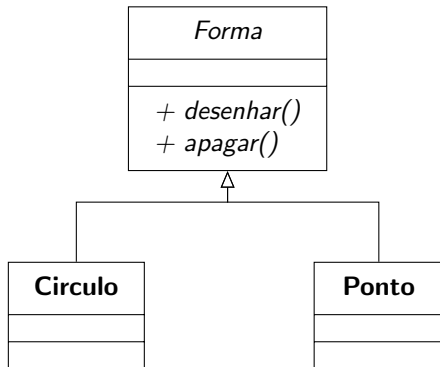 Forma
+ desenhar()
+ apagar()
Circulo
Ponto